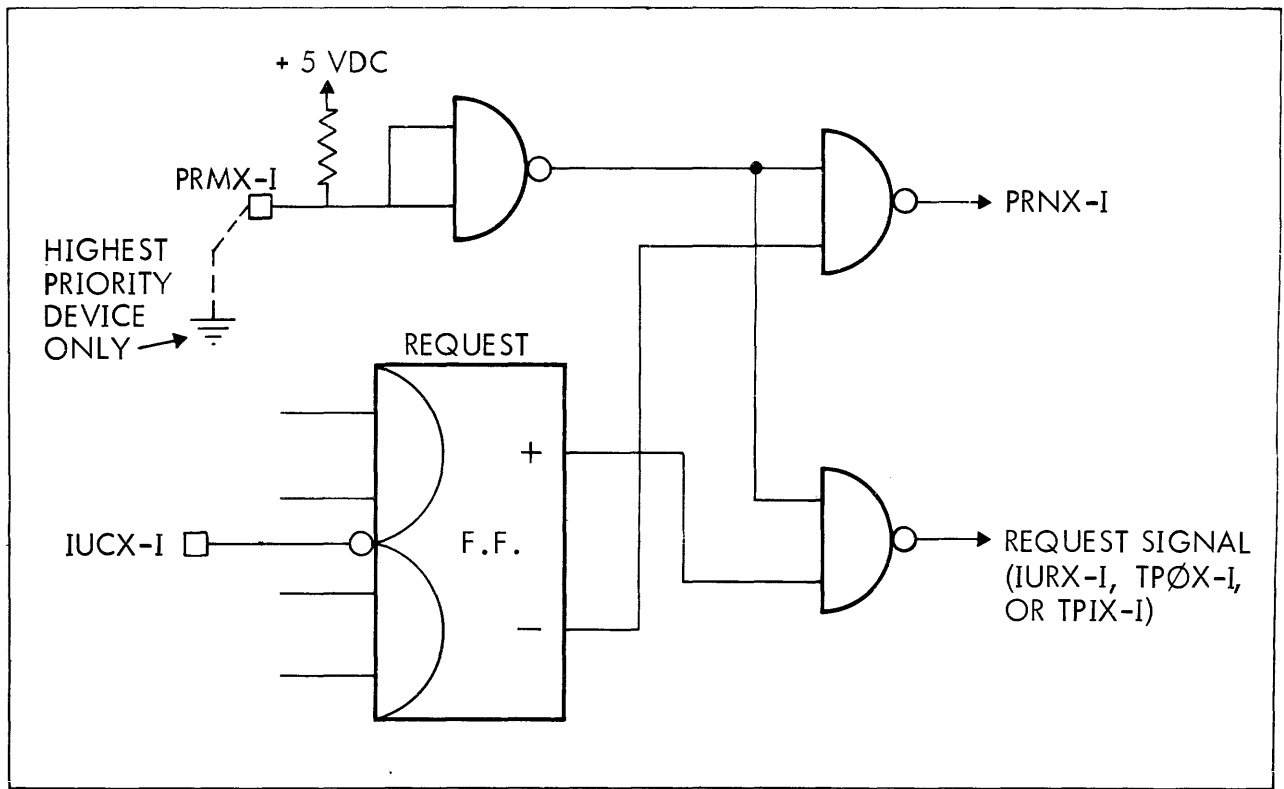 + 5 VDC
PRMX-I
PRNX-I
HIGHEST
PRIORITY
DEVICE
ONLY
REQUEST
+
IUCX-I
F.F.
REQUEST SIGNAL
(IURX-I, TPØX-I,
OR TPIX-I)
−